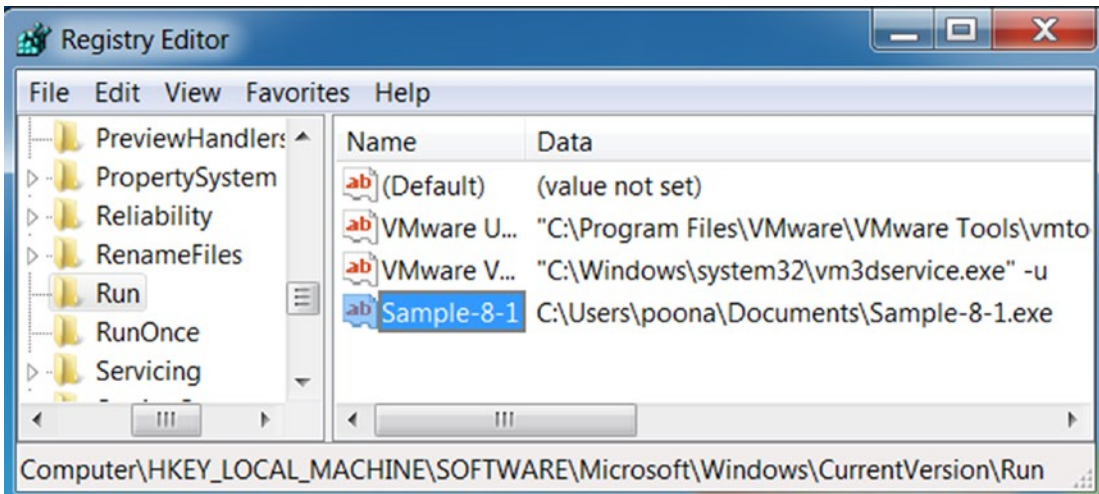 Registry Editor
File Edit View Favorites Help
PreviewHandlers
PropertySystem
Reliability
RenameFiles
Run
RunOnce
Servicing
Name Data
(Default) (value not set)
VMware U... "C:\Program Files\VMware\VMware Tools\vmto
VMware V... "C:\Windows\system32\vm3dservice.exe" -u
Sample-8-1 C:\Users\poona\Documents\Sample-8-1.exe
Computer\HKEY_LOCAL_MACHINE\SOFTWARE\Microsoft\Windows\CurrentVersion\Run